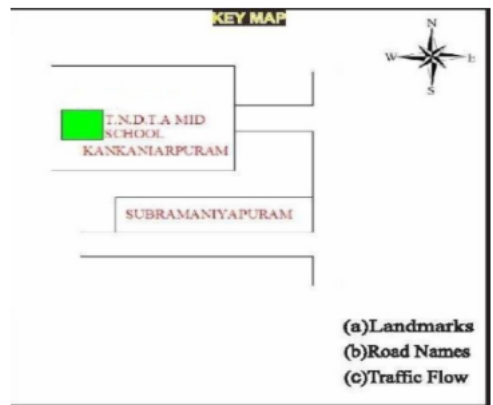 KEY MAP
N
W
E
S
T.N.D.T.A MID
SCHOOL
KANKANIARPURAM
SUBRAMANIYAPURAM
(a)Landmarks
(b)Road Names
(c)Traffic Flow